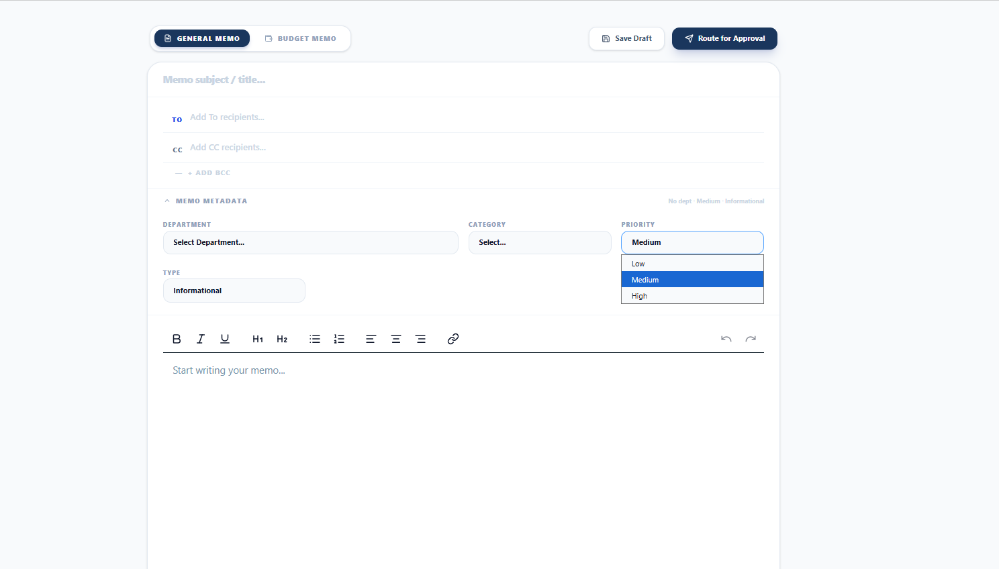 GENERAL MEMO BUDGET MEMO Save Draft Route for Approval
Memo subject / title...
TO Add To recipients...
CC Add CC recipients...
— + ADD BCC
MEMO METADATA No dept · Medium · Informational
DEPARTMENT CATEGORY PRIORITY
Select Department... Select... Medium
Low
Medium
High
TYPE
Informational
B I U H1 H2
Start writing your memo...